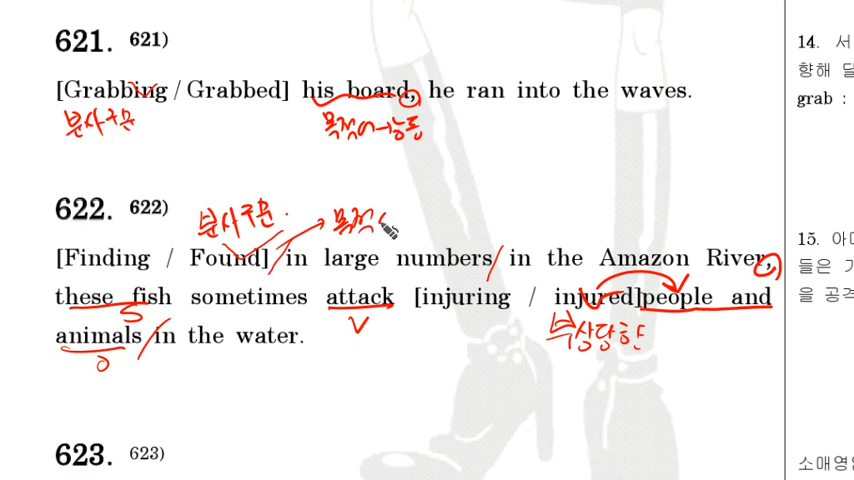 621. 621)
[Grabbing / Grabbed] his board, he ran into the waves.
분사구문
목적어→능동
622. 622)
분사구문.
목적
[Finding / Found] in large numbers in the Amazon River,
these fish sometimes attack [injuring / injured]people and
S
V
부상당한
animals in the water.
O
623. 623)
14. 서
향해 달
grab :
15.
들은
을 공격
소매영